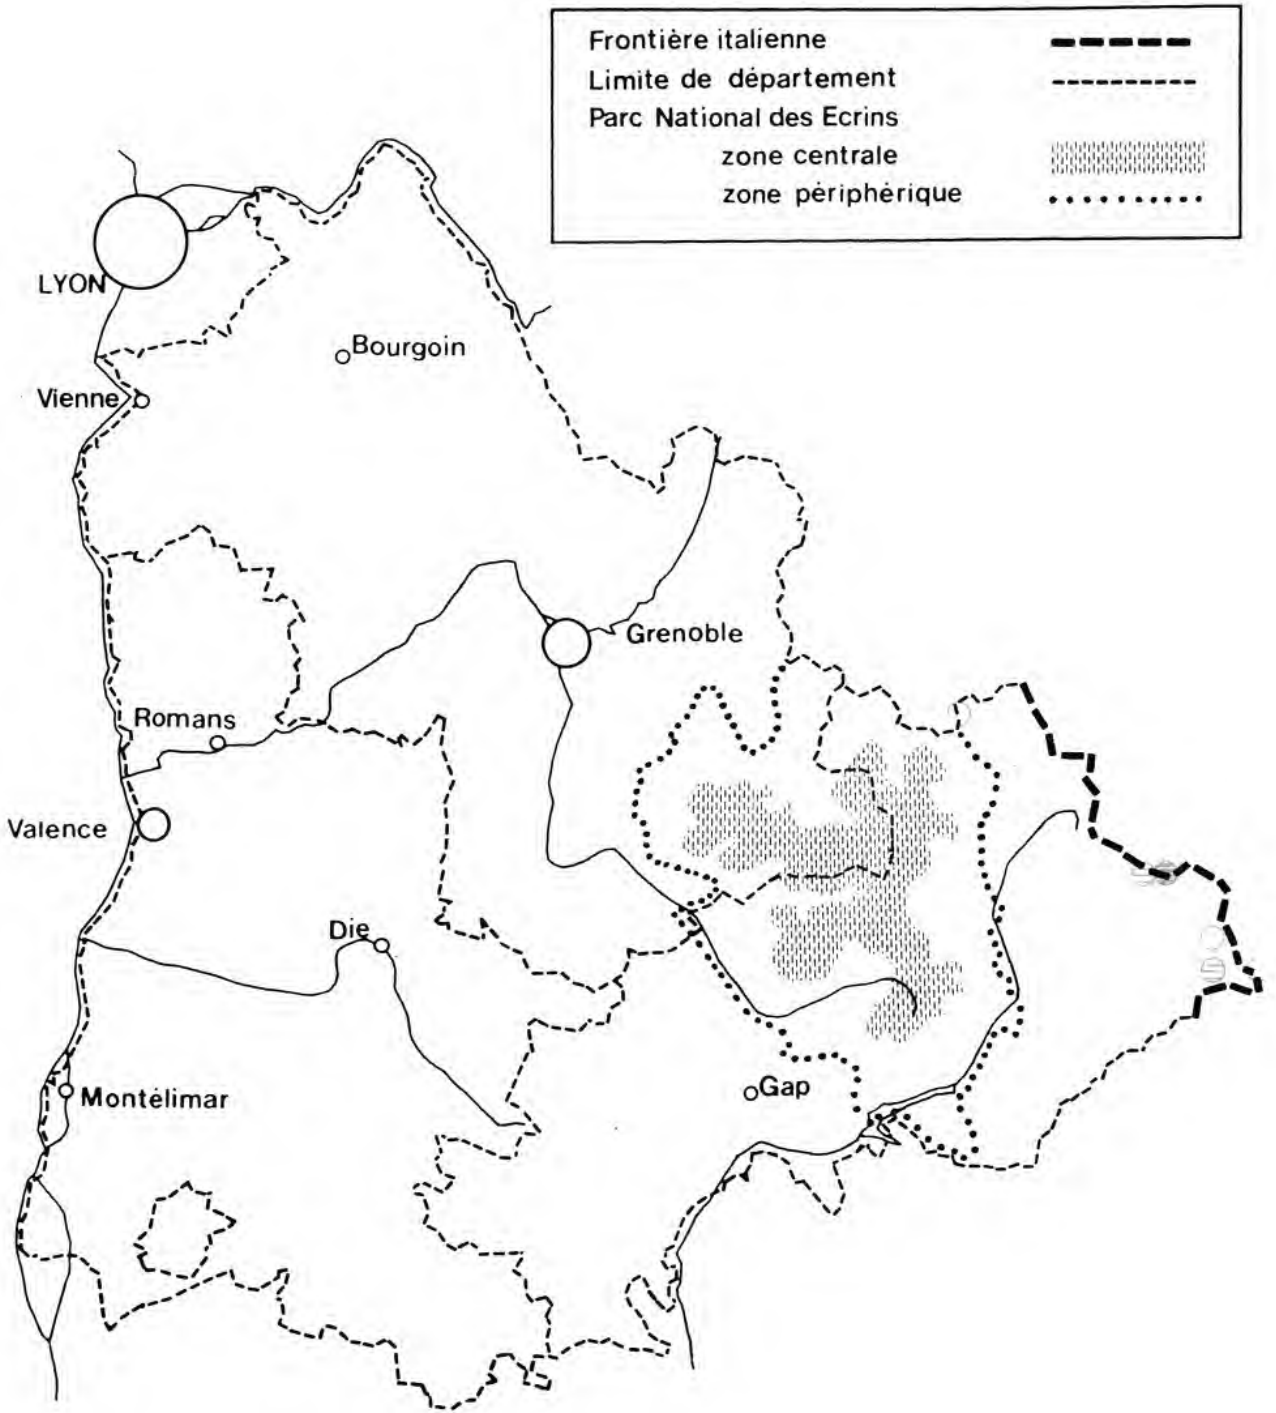 Frontière italienne
Limite de département
Parc National des Ecrins
zone centrale
zone périphérique
LYON
Bourgoin
Vienne
Grenoble
Romans
Valence
Die
Montélimar
Gap